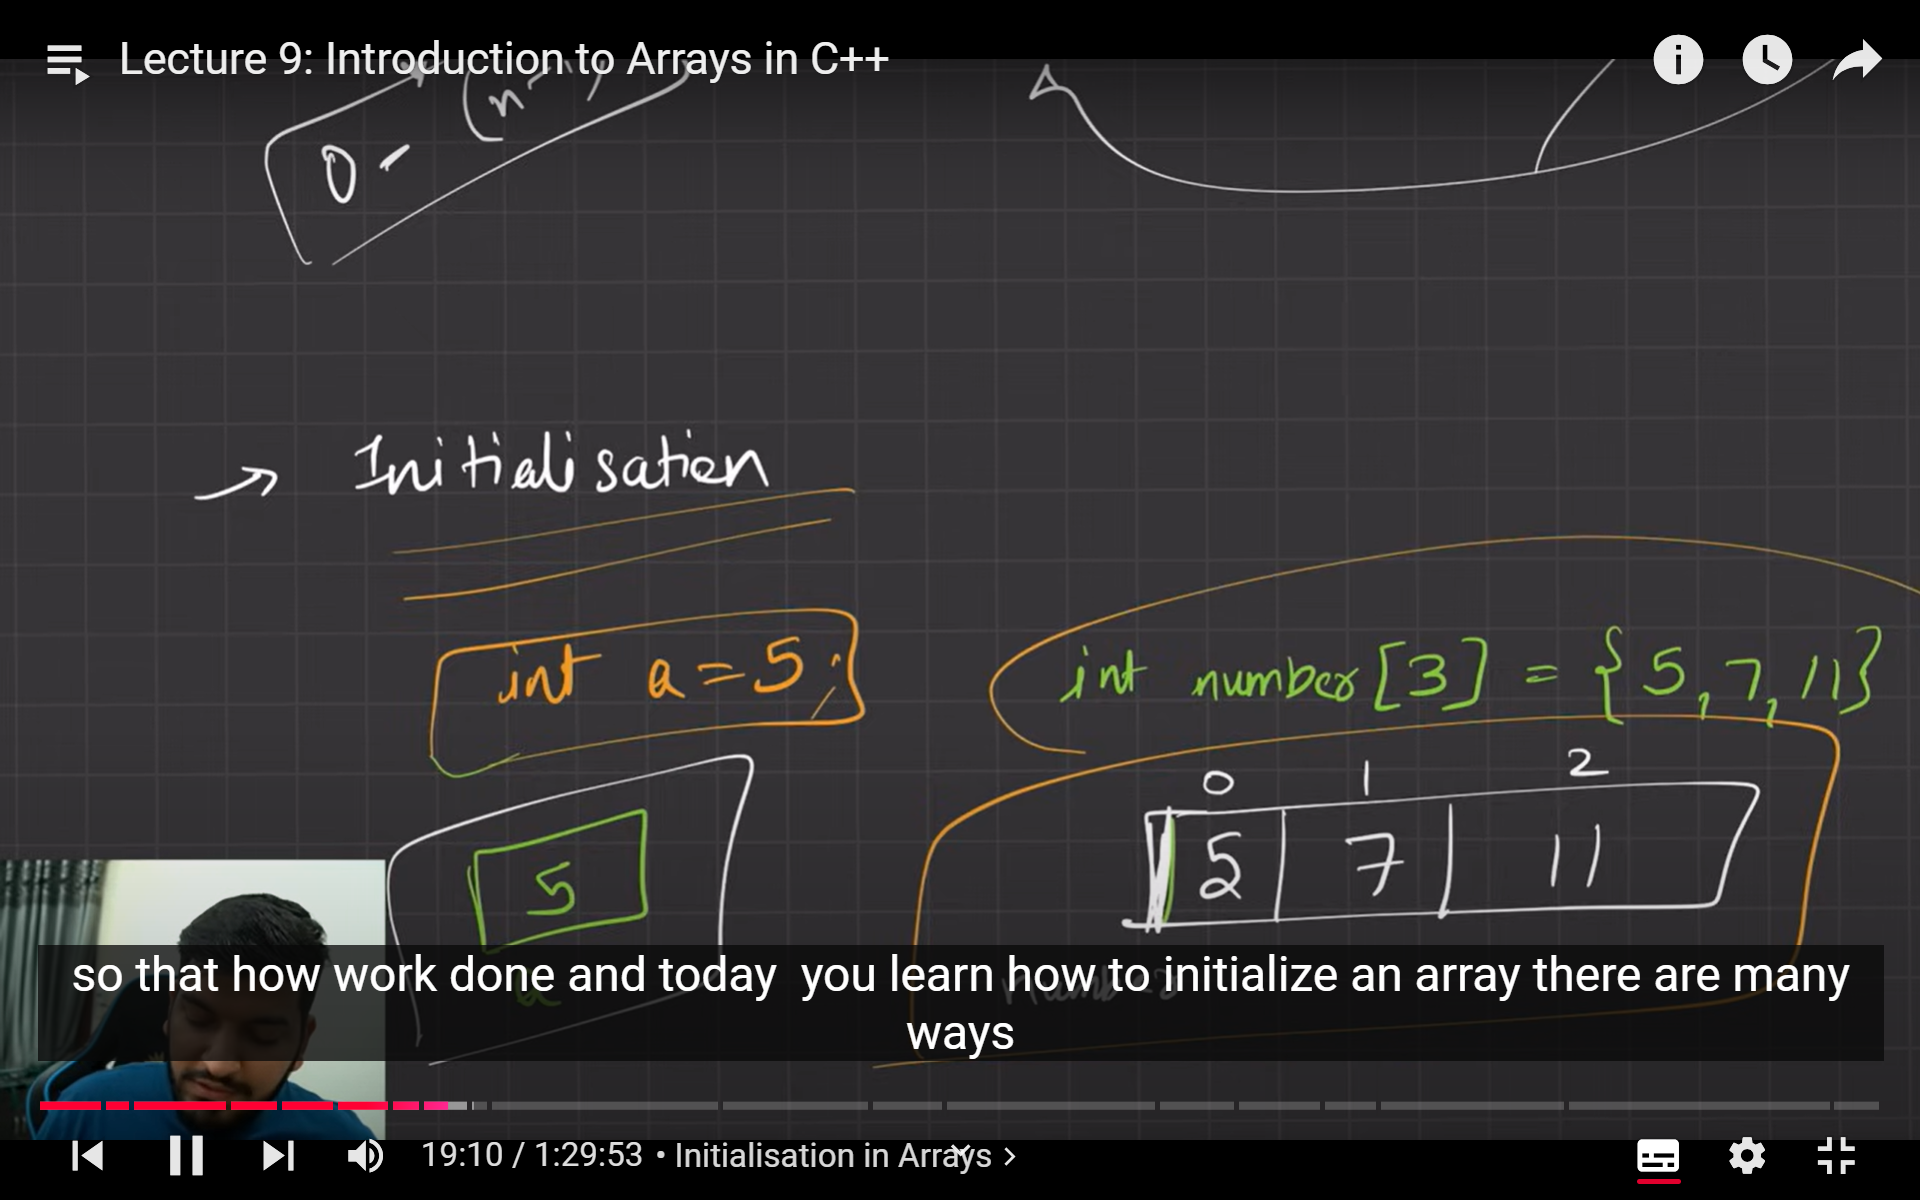 Lecture 9: Introduction to Arrays in C++
0 - (n-1)
Initialisation
int a = 5;
int number[3] = {5, 7, 11}
0 1 2
5
5 7 11
so that how work done and today you learn how to initialize an array there are many
ways
19:10 / 1:29:53 • Initialisation in Arrays >